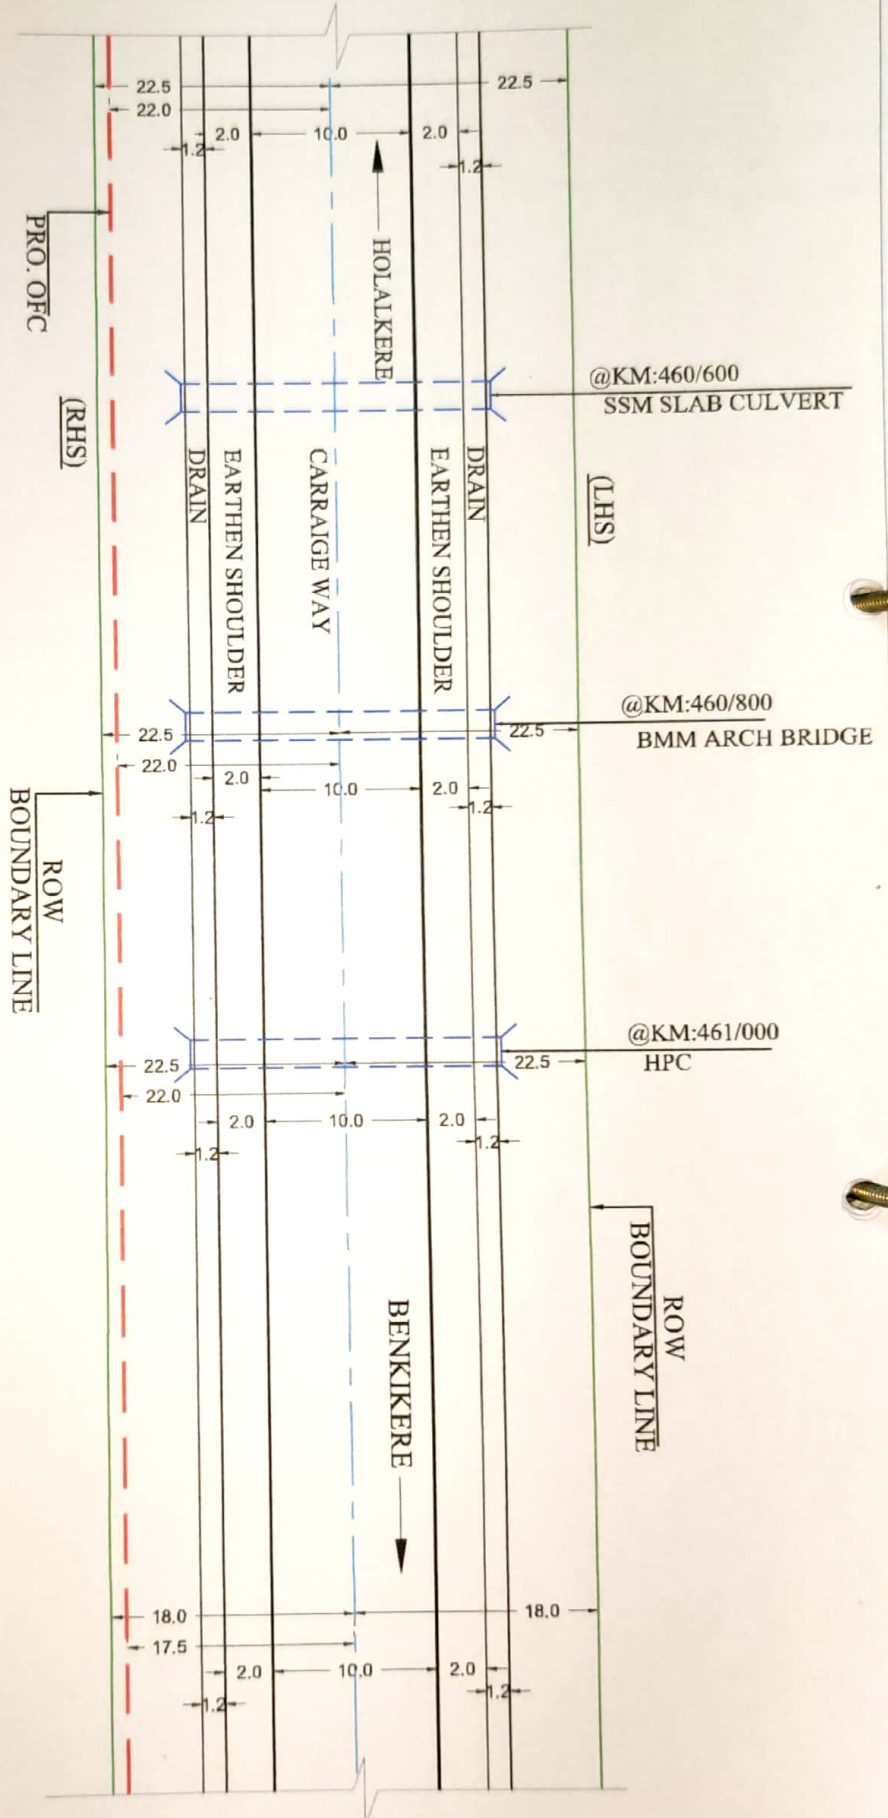 22.5
22.5
22.0
2.0
10.0
2.0
1.2
1.2
HOLALKERE
PRO. OFC
@KM:460/600
SSM SLAB CULVERT
(RHS)
DRAIN
EARTHEN SHOULDER
CARRAIGE WAY
EARTHEN SHOULDER
DRAIN
(LHS)
@KM:460/800
BMM ARCH BRIDGE
22.5
22.5
22.0
2.0
10.0
2.0
1.2
1.2
ROW
BOUNDARY LINE
@KM:461/000
HPC
22.5
22.5
22.0
2.0
10.0
2.0
1.2
1.2
ROW
BOUNDARY LINE
BENKIKERE
18.0
18.0
17.5
2.0
10.0
2.0
1.2
1.2